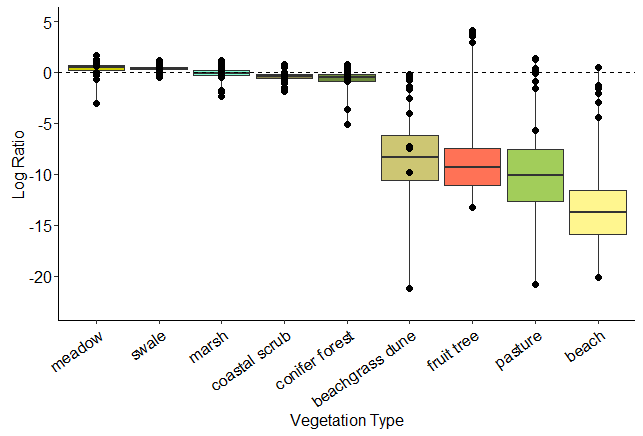 Log Ratio
5
0
-5
-10
-15
-20
meadow
swale
marsh
coastal scrub
conifer forest
beachgrass dune
fruit tree
pasture
beach
Vegetation Type